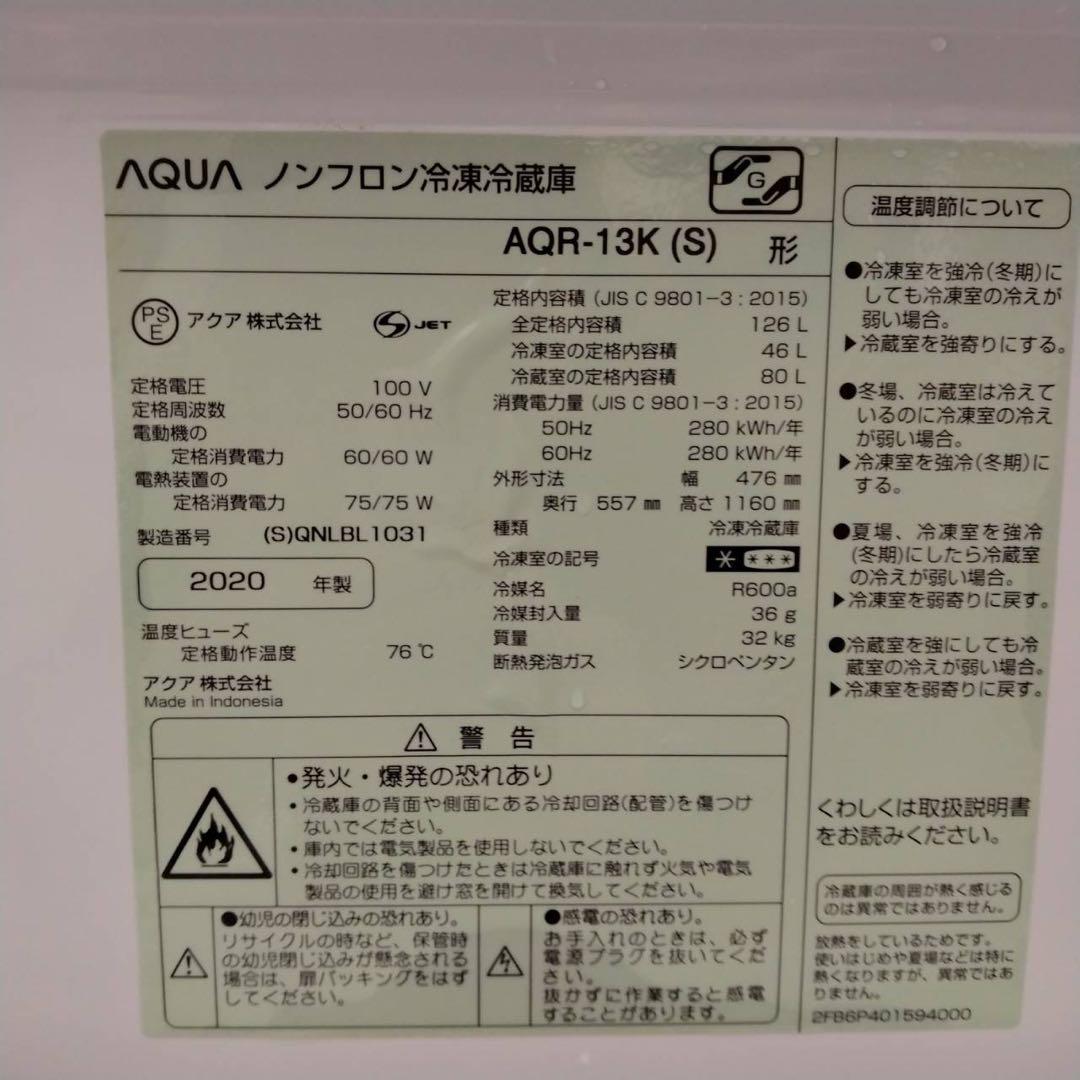 AQUA ノンフロン冷凍冷蔵庫
G
AQR-13K (S) 形
PS
E
アクア 株式会社
S JET
定格電圧 100 V
定格周波数 50/60 Hz
電動機の
定格消費電力 60/60 W
電熱装置の
定格消費電力 75/75 W
製造番号 (S)QNLBL1031
2020 年製
温度ヒューズ
定格動作温度 76 ℃
アクア 株式会社
Made in Indonesia
定格内容積 (JIS C 9801−3 : 2015)
全定格内容積 126 L
冷凍室の定格内容積 46 L
冷蔵室の定格内容積 80 L
消費電力量 (JIS C 9801−3 : 2015)
50Hz 280 kWh/年
60Hz 280 kWh/年
外形寸法 幅 476 ㎜
奥行 557 ㎜ 高さ 1160 ㎜
種類 冷凍冷蔵庫
冷凍室の記号 * ***
冷媒名 R600a
冷媒封入量 36 g
質量 32 kg
断熱発泡ガス シクロペンタン
警 告
●発火・爆発の恐れあり
・冷蔵庫の背面や側面にある冷却回路(配管)を傷つけ
ないでください。
・庫内では電気製品を使用しないでください。
・冷却回路を傷つけたときは冷蔵庫に触れず火気や電気
製品の使用を避け窓を開けて換気してください。
●幼児の閉じ込みの恐れあり。
リサイクルの時など、保管時
の幼児閉じ込みが懸念される
場合は、扉パッキングをはず
してください。
●感電の恐れあり。
お手入れのときは、必ず
電源プラグを抜いてくだ
さい。
抜かずに作業すると感電
することがあります。
温度調節について
●冷凍室を強冷(冬期)に
しても冷凍室の冷えが
弱い場合。
▶冷蔵室を強寄りにする。
●冬場、冷蔵室は冷えて
いるのに冷凍室の冷え
が弱い場合。
▶冷凍室を強冷(冬期)に
する。
●夏場、冷凍室を強冷
(冬期)にしたら冷蔵室
の冷えが弱い場合。
▶冷凍室を弱寄りに戻す。
●冷蔵室を強にしても冷
蔵室の冷えが弱い場合。
▶冷凍室を弱寄りに戻す。
くわしくは取扱説明書
をお読みください。
冷蔵庫の周囲が熱く感じる
のは異常ではありません。
放熱をしているためです。
使いはじめや夏場などは特に
熱くなりますが、異常ではあ
りません。
2FB6P401594000